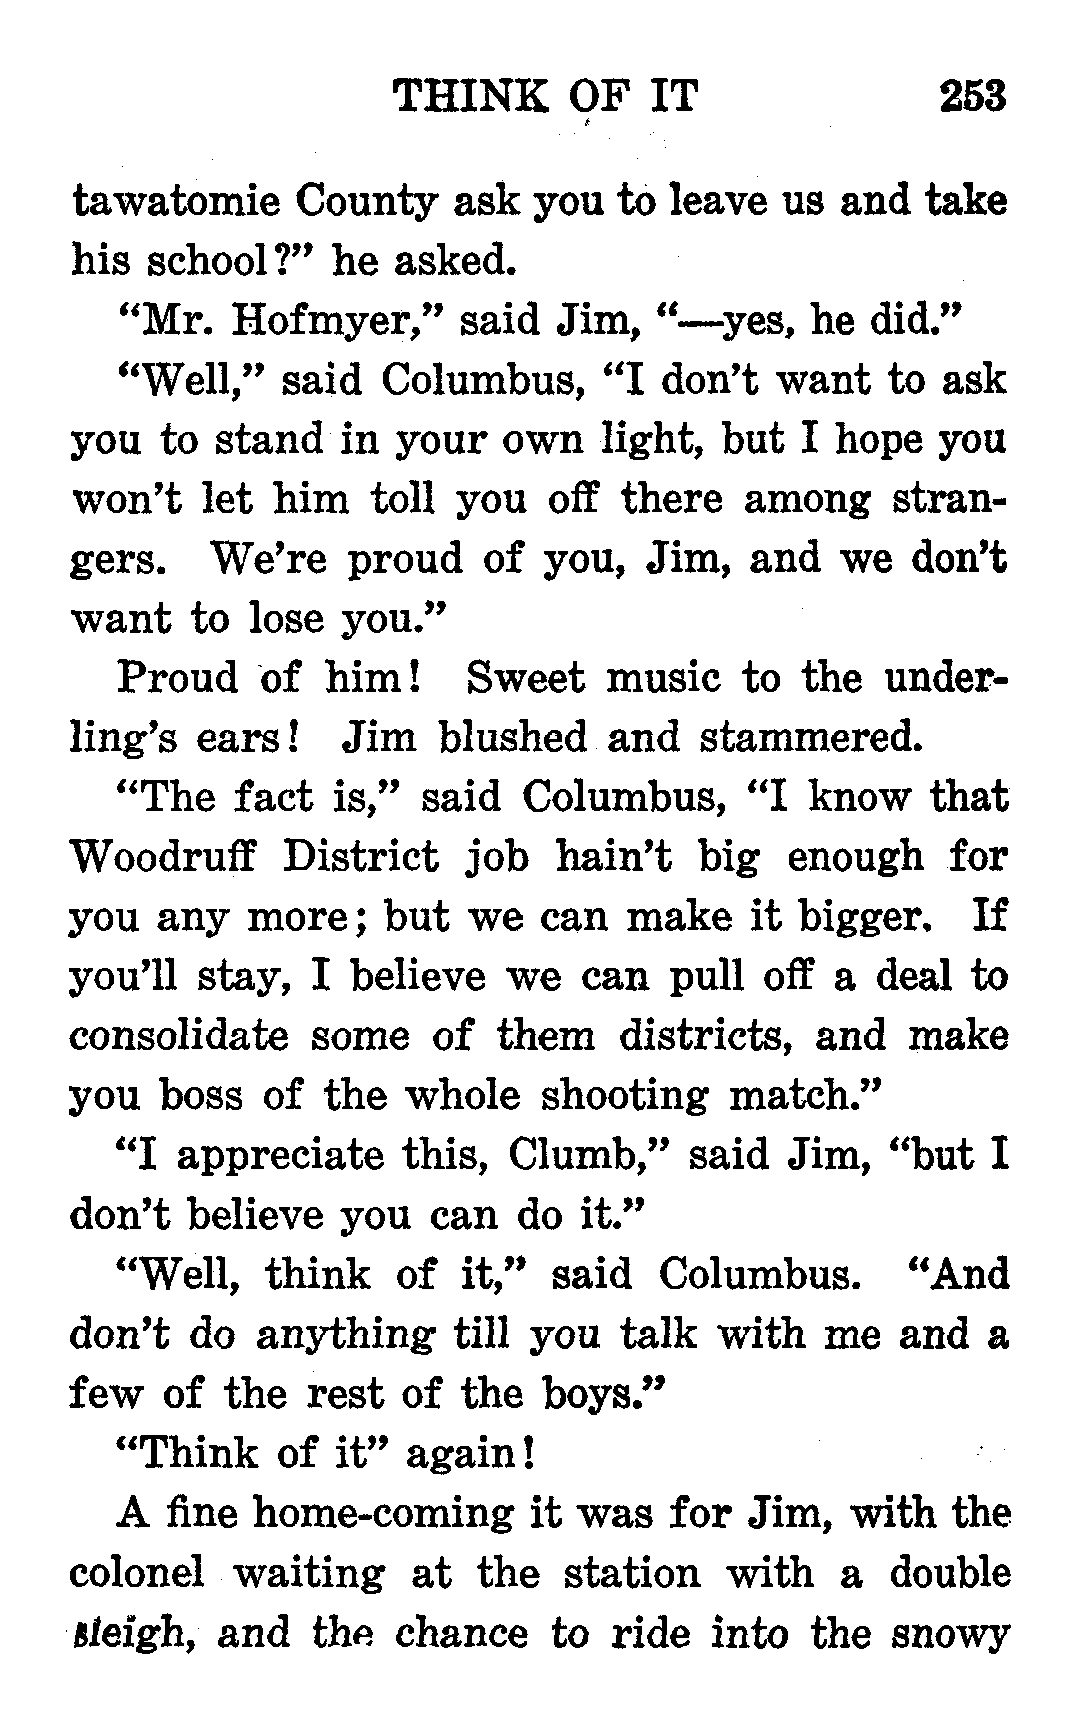 THINK OF IT 253
tawatomie County ask you to leave us and take
his school?” he asked.
“Mr. Hofmyer,” said Jim, “—yes, he did.”
“Well,” said Columbus, “I don’t want to ask
you to stand in your own light, but I hope you
won’t let him toll you off there among stran-
gers. We’re proud of you, Jim, and we don’t
want to lose you.”
Proud of him! Sweet music to the under-
ling’s ears! Jim blushed and stammered.
“The fact is,” said Columbus, “I know that
Woodruff District job hain’t big enough for
you any more; but we can make it bigger. If
you’ll stay, I believe we can pull off a deal to
consolidate some of them districts, and make
you boss of the whole shooting match.”
“I appreciate this, Clumb,” said Jim, “but I
don’t believe you can do it.”
“Well, think of it,” said Columbus. “And
don’t do anything till you talk with me and a
few of the rest of the boys.”
“Think of it” again!
A fine home-coming it was for Jim, with the
colonel waiting at the station with a double
sleigh, and the chance to ride into the snowy